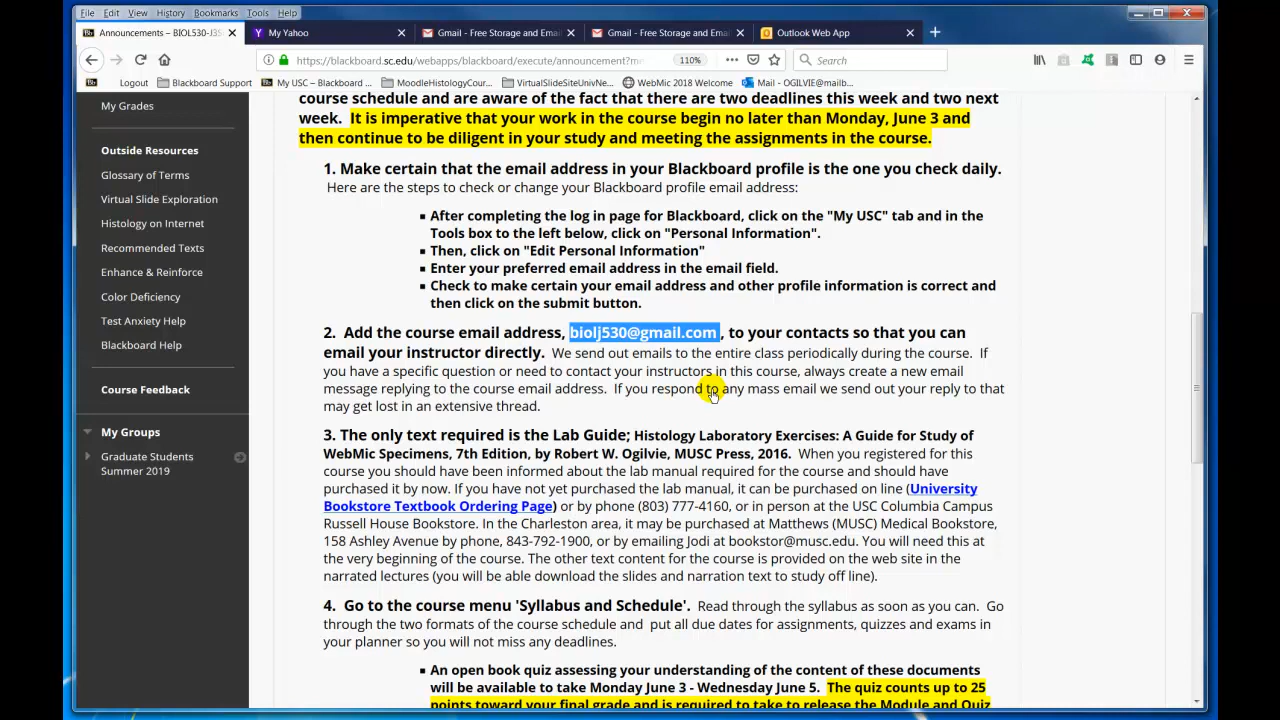 File Edit View History Bookmarks Tools Help
Announcements – BIOL530-J3S
My Yahoo
Gmail - Free Storage and Emai
Gmail - Free Storage and Emai
Outlook Web App
https://blackboard.sc.edu/webapps/blackboard/execute/announcement?m
110%
Search
Logout
Blackboard Support
My USC – Blackboard ...
MoodleHistologyCour...
VirtualSlideSiteUnivNe...
WebMic 2018 Welcome
Mail - OGILVIE@mailb...
My Grades
Outside Resources
Glossary of Terms
Virtual Slide Exploration
Histology on Internet
Recommended Texts
Enhance & Reinforce
Color Deficiency
Test Anxiety Help
Blackboard Help
Course Feedback
My Groups
Graduate Students
Summer 2019
course schedule and are aware of the fact that there are two deadlines this week and two next
week. It is imperative that your work in the course begin no later than Monday, June 3 and
then continue to be diligent in your study and meeting the assignments in the course.
1. Make certain that the email address in your Blackboard profile is the one you check daily.
Here are the steps to check or change your Blackboard profile email address:
▪ After completing the log in page for Blackboard, click on the "My USC" tab and in the
Tools box to the left below, click on "Personal Information".
▪ Then, click on "Edit Personal Information"
▪ Enter your preferred email address in the email field.
▪ Check to make certain your email address and other profile information is correct and
then click on the submit button.
2. Add the course email address, biolj530@gmail.com , to your contacts so that you can
email your instructor directly. We send out emails to the entire class periodically during the course. If
you have a specific question or need to contact your instructors in this course, always create a new email
message replying to the course email address. If you respond to any mass email we send out your reply to that
may get lost in an extensive thread.
3. The only text required is the Lab Guide; Histology Laboratory Exercises: A Guide for Study of
WebMic Specimens, 7th Edition, by Robert W. Ogilvie, MUSC Press, 2016. When you registered for this
course you should have been informed about the lab manual required for the course and should have
purchased it by now. If you have not yet purchased the lab manual, it can be purchased on line (University
Bookstore Textbook Ordering Page) or by phone (803) 777-4160, or in person at the USC Columbia Campus
Russell House Bookstore. In the Charleston area, it may be purchased at Matthews (MUSC) Medical Bookstore,
158 Ashley Avenue by phone, 843-792-1900, or by emailing Jodi at bookstor@musc.edu. You will need this at
the very beginning of the course. The other text content for the course is provided on the web site in the
narrated lectures (you will be able download the slides and narration text to study off line).
4. Go to the course menu 'Syllabus and Schedule'. Read through the syllabus as soon as you can. Go
through the two formats of the course schedule and put all due dates for assignments, quizzes and exams in
your planner so you will not miss any deadlines.
▪ An open book quiz assessing your understanding of the content of these documents
will be available to take Monday June 3 - Wednesday June 5. The quiz counts up to 25
points toward your final grade and is required to take to release the Module and Quiz